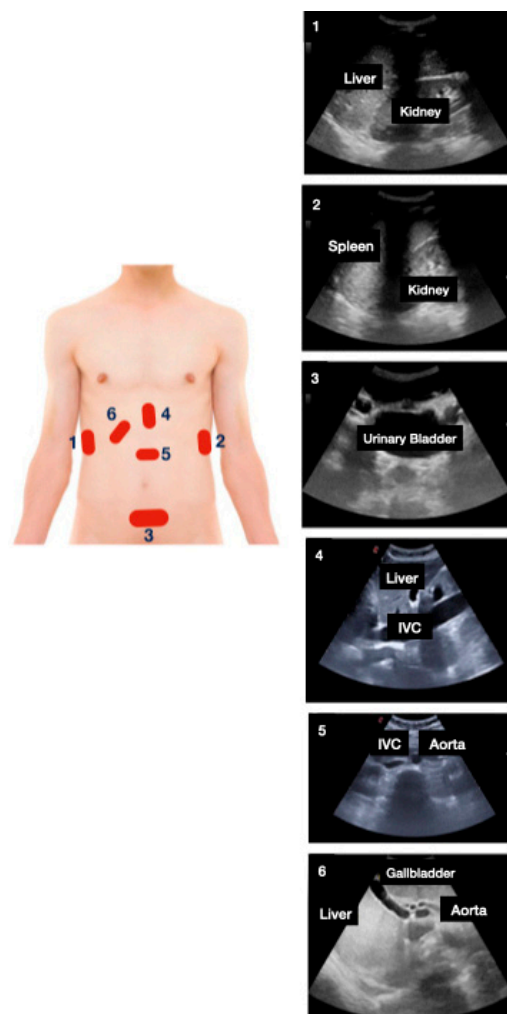 6
4
1
2
5
3
1
Liver
Kidney
2
Spleen
Kidney
3
Urinary Bladder
4
Liver
IVC
5
IVC Aorta
6
Gallbladder
Liver
Aorta